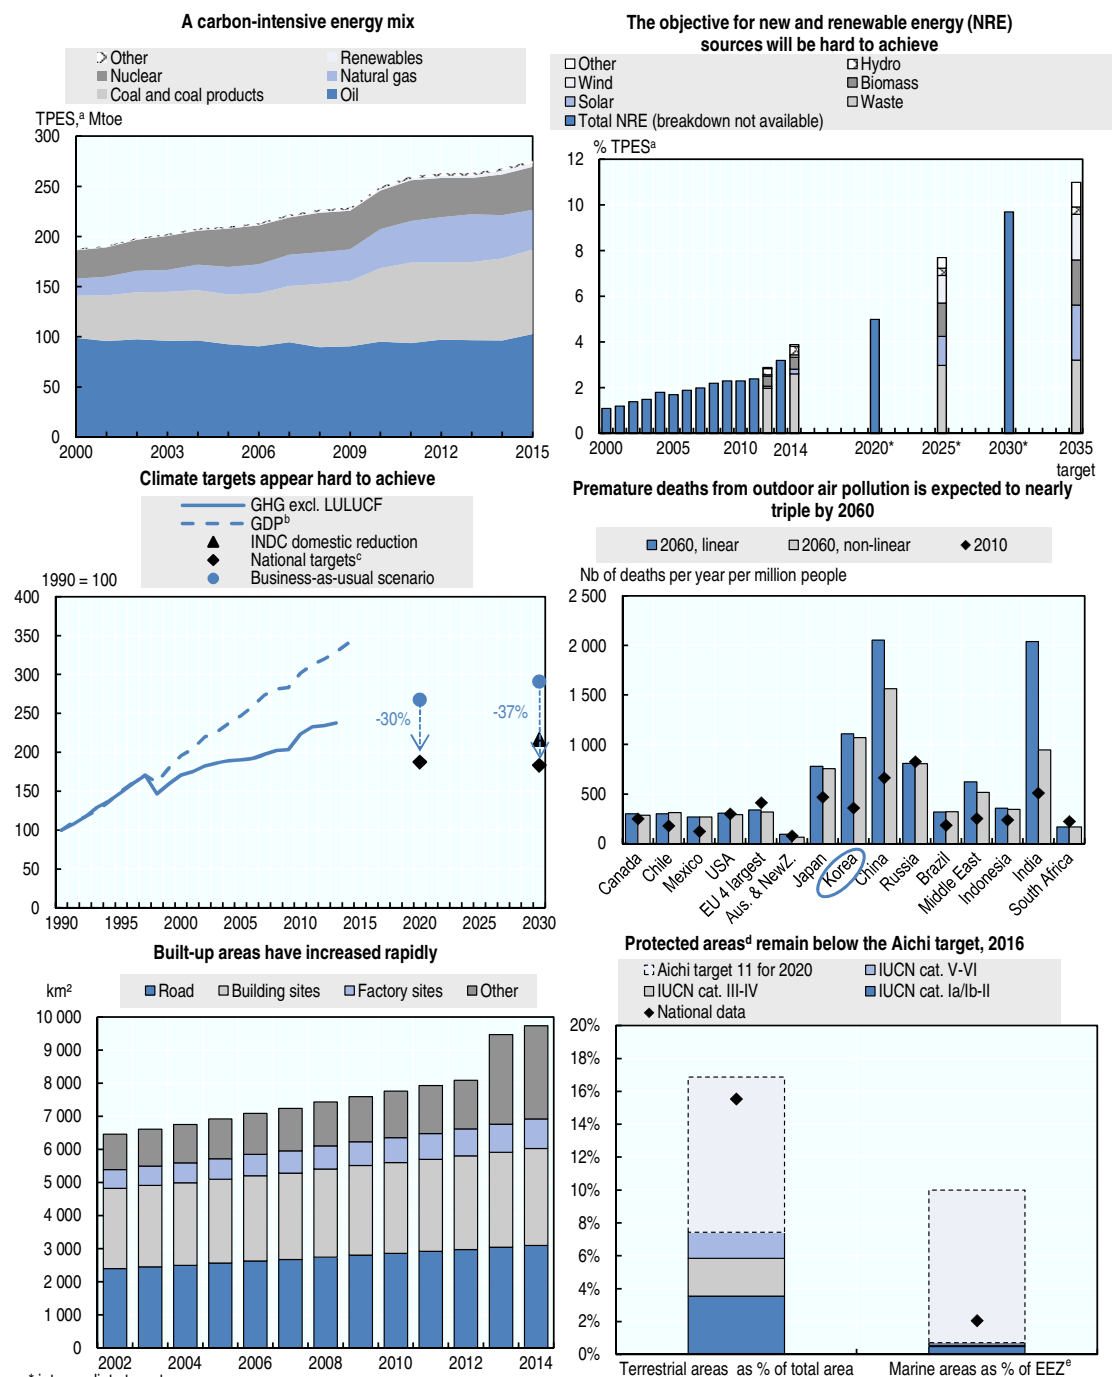 A carbon-intensive energy mix
Other
Renewables
Nuclear
Natural gas
Coal and coal products
Oil
TPES,ª Mtoe
300
250
200
150
100
50
0
2000
2003
2006
2009
2012
2015
The objective for new and renewable energy (NRE)
sources will be hard to achieve
Other
Hydro
Wind
Biomass
Solar
Waste
Total NRE (breakdown not available)
% TPESª
12
10
8
6
4
2
0
2000
2005
2010
2014
2020*
2025*
2030*
2035
target
Climate targets appear hard to achieve
GHG excl. LULUCF
GDPᵇ
INDC domestic reduction
National targetsᶜ
Business-as-usual scenario
1990 = 100
400
350
300
250
200
150
100
50
0
-30%
-37%
1990
1995
2000
2005
2010
2015
2020
2025
2030
Premature deaths from outdoor air pollution is expected to nearly
triple by 2060
2060, linear
2060, non-linear
2010
Nb of deaths per year per million people
2 500
2 000
1 500
1 000
500
0
Canada
Chile
Mexico
USA
EU 4 largest
Aus. & NewZ.
Japan
Korea
China
Russia
Brazil
Middle East
Indonesia
India
South Africa
Built-up areas have increased rapidly
km²
Road
Building sites
Factory sites
Other
10 000
9 000
8 000
7 000
6 000
5 000
4 000
3 000
2 000
1 000
0
2002
2004
2006
2008
2010
2012
2014
Protected areasᵈ remain below the Aichi target, 2016
Aichi target 11 for 2020
IUCN cat. V-VI
IUCN cat. III-IV
IUCN cat. Ia/Ib-II
National data
20%
18%
16%
14%
12%
10%
8%
6%
4%
2%
0%
Terrestrial areas as % of total area
Marine areas as % of EEZᵉ